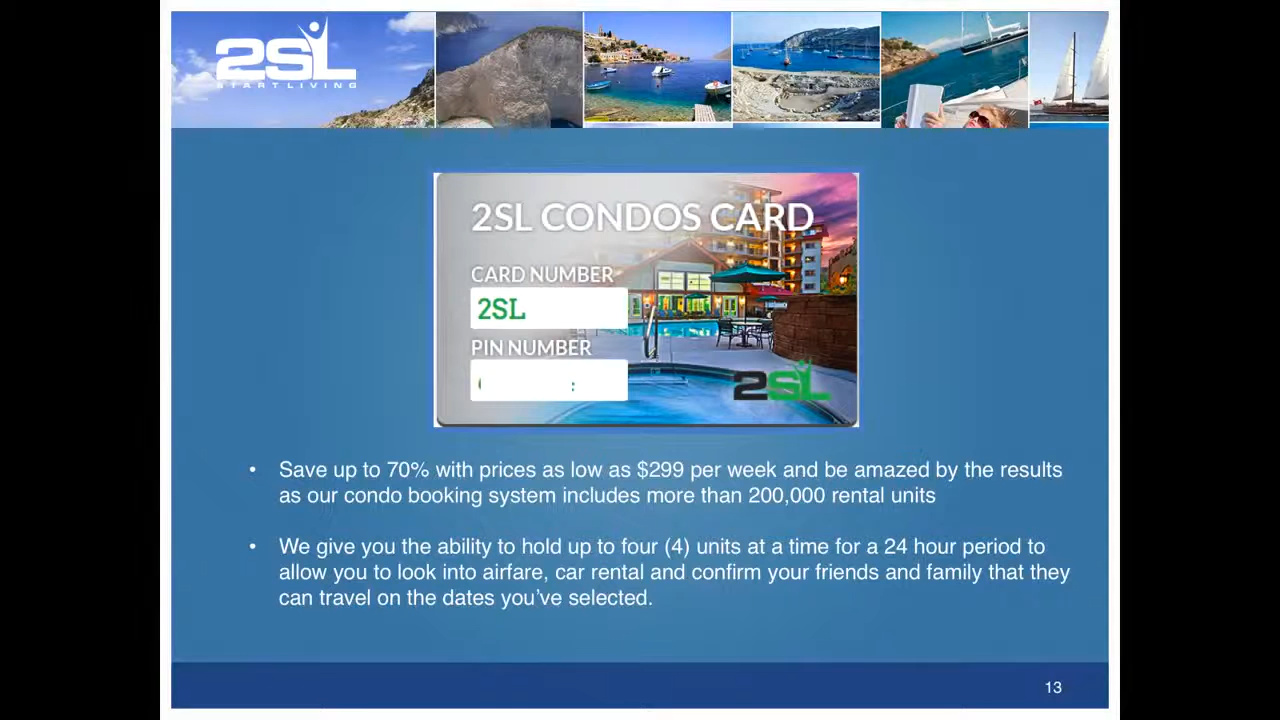 2SL
STARTLIVING
2SL CONDOS CARD
CARD NUMBER
2SL
PIN NUMBER
2SL
• Save up to 70% with prices as low as $299 per week and be amazed by the results
as our condo booking system includes more than 200,000 rental units
• We give you the ability to hold up to four (4) units at a time for a 24 hour period to
allow you to look into airfare, car rental and confirm your friends and family that they
can travel on the dates you've selected.
13